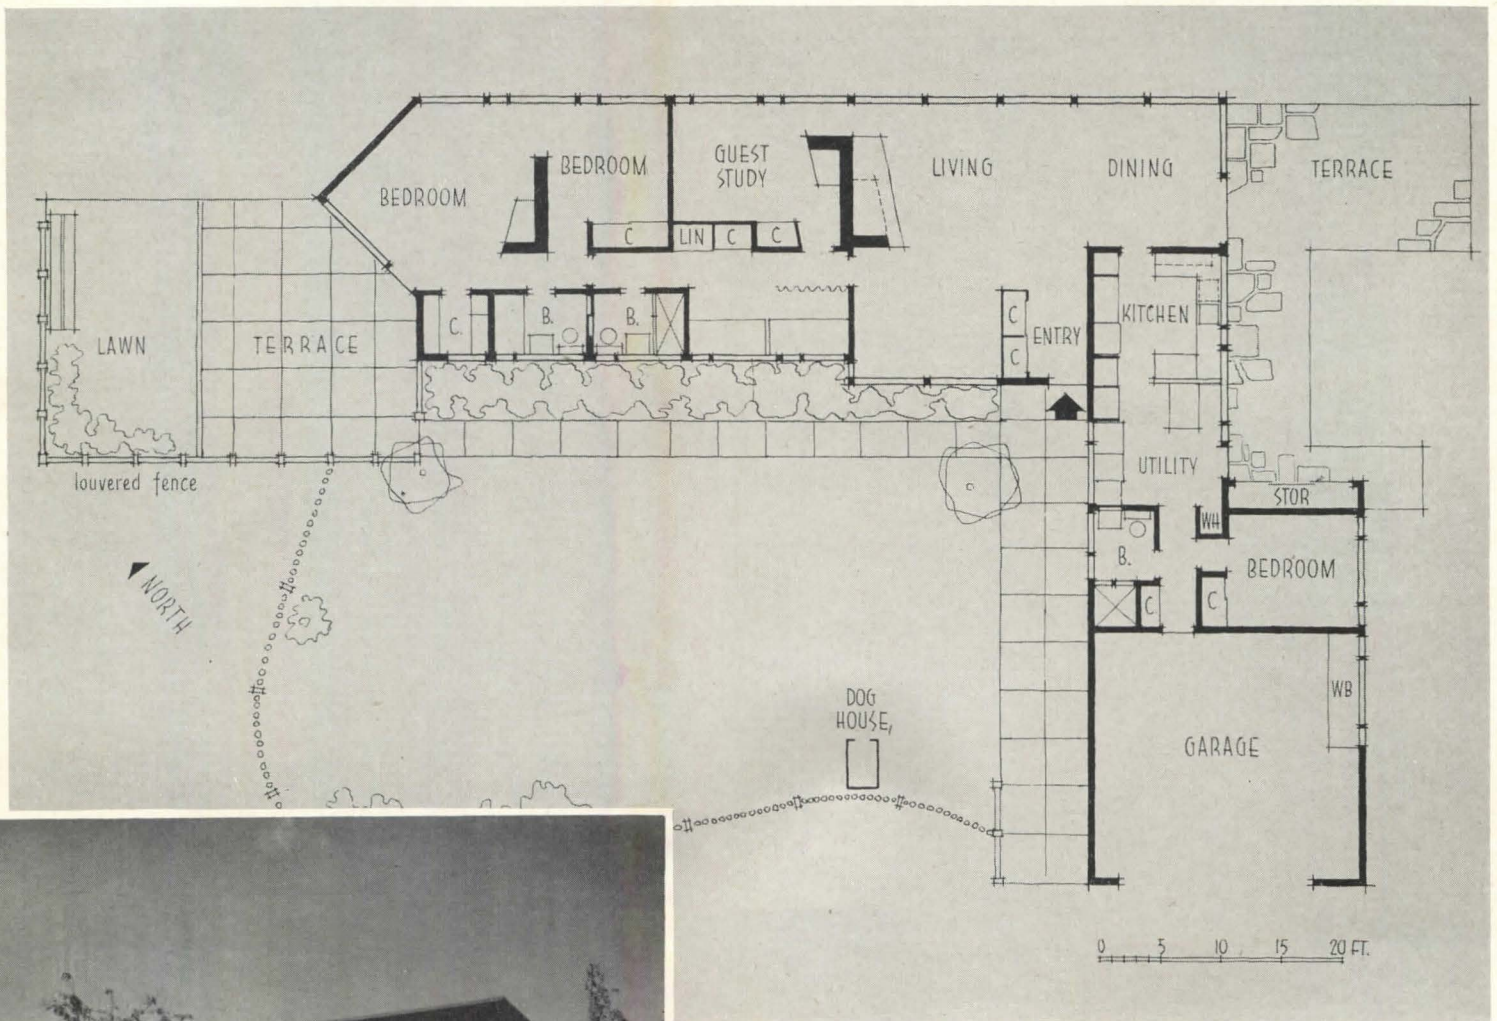 BEDROOM
BEDROOM
GUEST
STUDY
LIVING
DINING
TERRACE
C
LIN
C
C
LAWN
TERRACE
C.
B.
B.
C
C
ENTRY
KITCHEN
louvered fence
UTILITY
STOR
WH
NORTH
B.
BEDROOM
C
C
DOG
HOUSE
WB
GARAGE
0 5 10 15 20 FT.